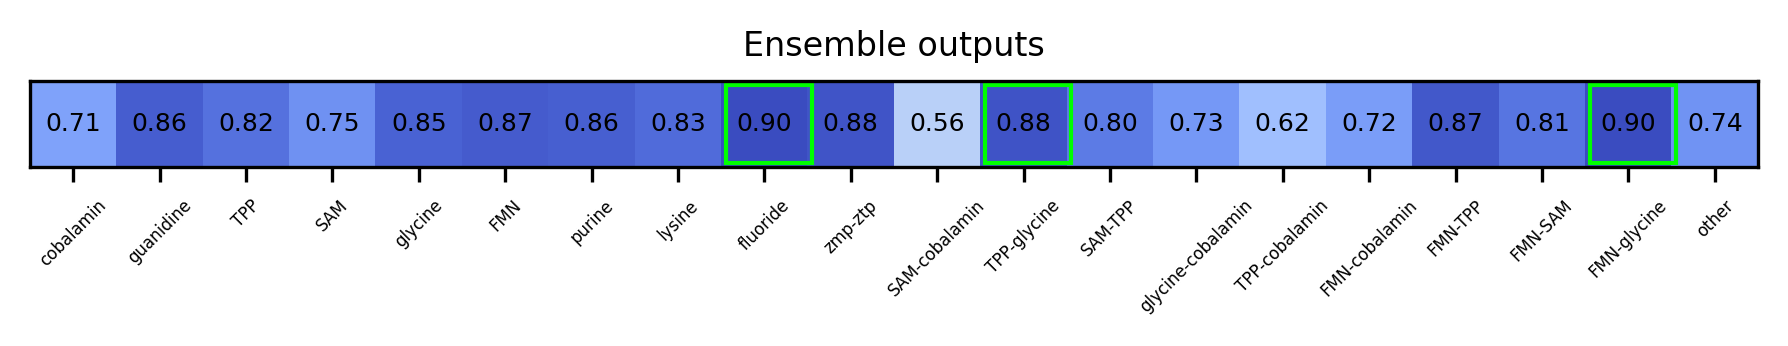 Ensemble outputs
0.71 0.86 0.82 0.75 0.85 0.87 0.86 0.83 0.90 0.88 0.56 0.88 0.80 0.73 0.62 0.72 0.87 0.81 0.90 0.74
cobalamin guanidine TPP SAM glycine FMN purine lysine fluoride zmp-ztp SAM-cobalamin TPP-glycine SAM-TPP glycine-cobalamin TPP-cobalamin FMN-cobalamin FMN-TPP FMN-SAM FMN-glycine other